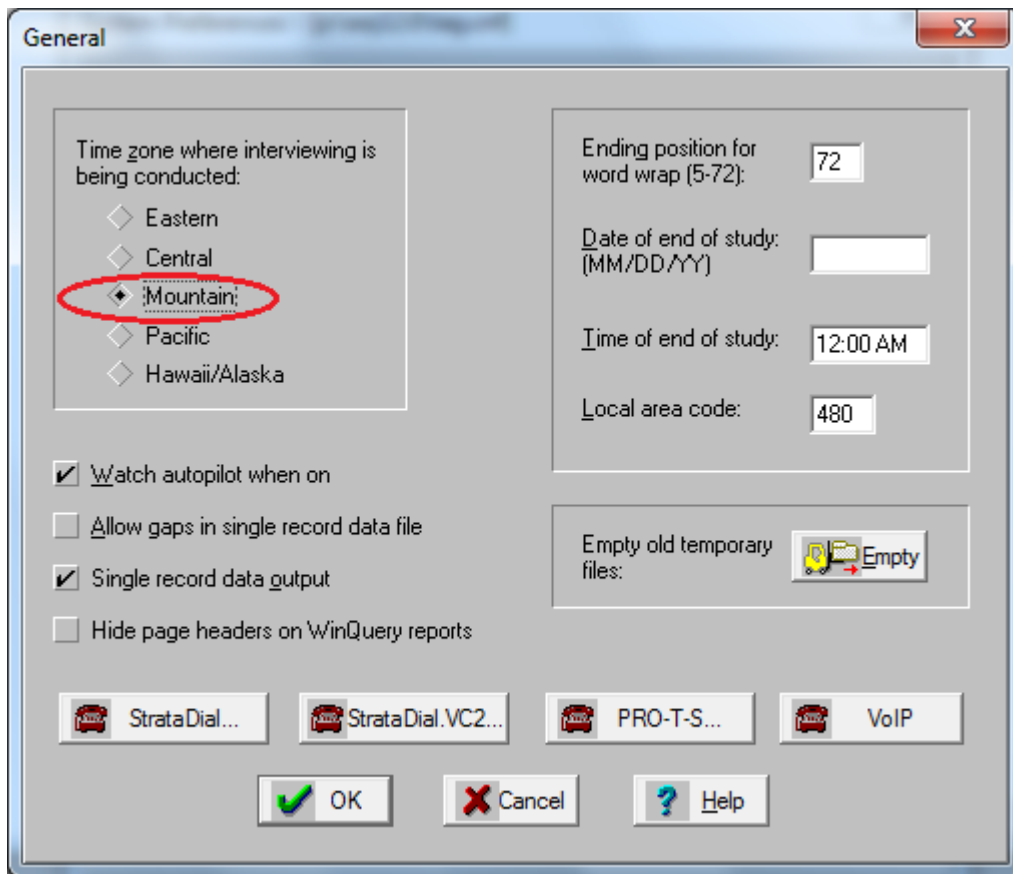 General
Time zone where interviewing is
being conducted:
Eastern
Central
Mountain
Pacific
Hawaii/Alaska
Watch autopilot when on
Allow gaps in single record data file
Single record data output
Hide page headers on WinQuery reports
Ending position for
word wrap (5-72):
72
Date of end of study:
(MM/DD/YY)
Time of end of study:
12:00 AM
Local area code:
480
Empty old temporary
files:
Empty
StrataDial...
StrataDial.VC2...
PRO-T-S...
VoIP
OK
Cancel
Help